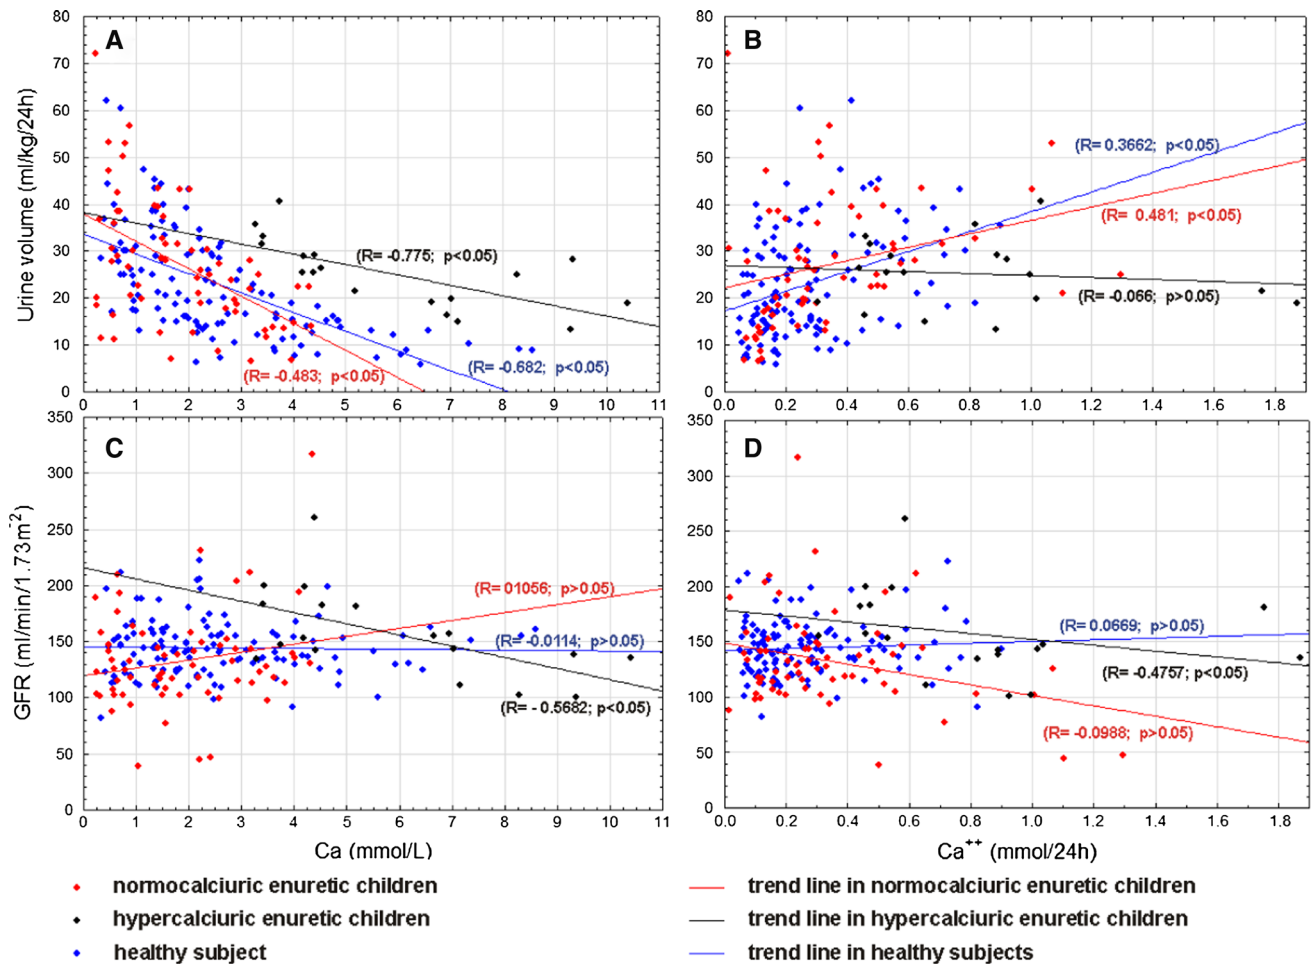 A
80
70
60
50
40
30
20
10
0
Urine volume (ml/kg/24h)
(R= -0.775; p<0.05)
(R= -0.483; p<0.05)
(R= -0.682; p<0.05)
0 1 2 3 4 5 6 7 8 9 10 11
B
80
70
60
50
40
30
20
10
0
(R= 0.3662; p<0.05)
(R= 0.481; p<0.05)
(R= -0.066; p>0.05)
0.0 0.2 0.4 0.6 0.8 1.0 1.2 1.4 1.6 1.8
C
350
300
250
200
150
100
50
0
GFR (ml/min/1.73m-2)
(R= 01056; p>0.05)
(R= -0.0114; p>0.05)
(R= - 0.5682; p<0.05)
0 1 2 3 4 5 6 7 8 9 10 11
Ca (mmol/L)
D
350
300
250
200
150
100
50
0
(R= 0.0669; p>0.05)
(R= -0.4757; p<0.05)
(R= -0.0988; p>0.05)
0.0 0.2 0.4 0.6 0.8 1.0 1.2 1.4 1.6 1.8
Ca++ (mmol/24h)
normocalciuric enuretic children
hypercalciuric enuretic children
healthy subject
trend line in normocalciuric enuretic children
trend line in hypercalciuric enuretic children
trend line in healthy subjects